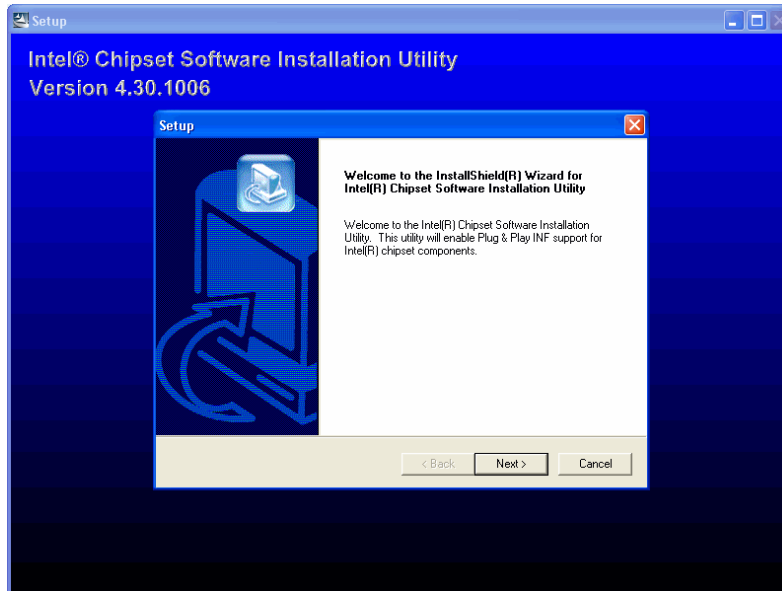 Setup
Intel® Chipset Software Installation Utility
Version 4.30.1006
Setup
Welcome to the InstallShield(R) Wizard for
Intel(R) Chipset Software Installation Utility
Welcome to the Intel(R) Chipset Software Installation
Utility. This utility will enable Plug & Play INF support for
Intel(R) chipset components.
< Back Next > Cancel